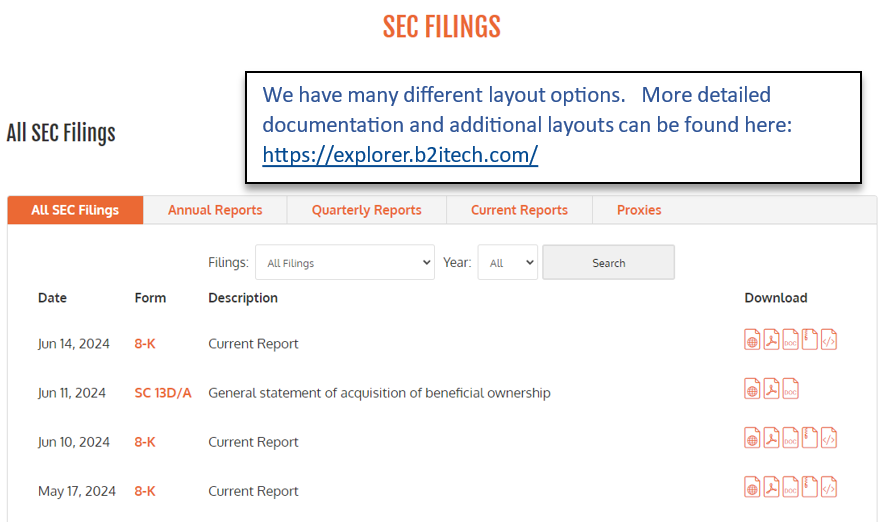 SEC FILINGS
We have many different layout options. More detailed
documentation and additional layouts can be found here:
https://explorer.b2itech.com/
All SEC Filings
All SEC Filings Annual Reports Quarterly Reports Current Reports Proxies
Filings: All Filings Year: All Search
Date Form Description Download
Jun 14, 2024 8-K Current Report DOC </>
Jun 11, 2024 SC 13D/A General statement of acquisition of beneficial ownership DOC
Jun 10, 2024 8-K Current Report DOC </>
May 17, 2024 8-K Current Report DOC </>